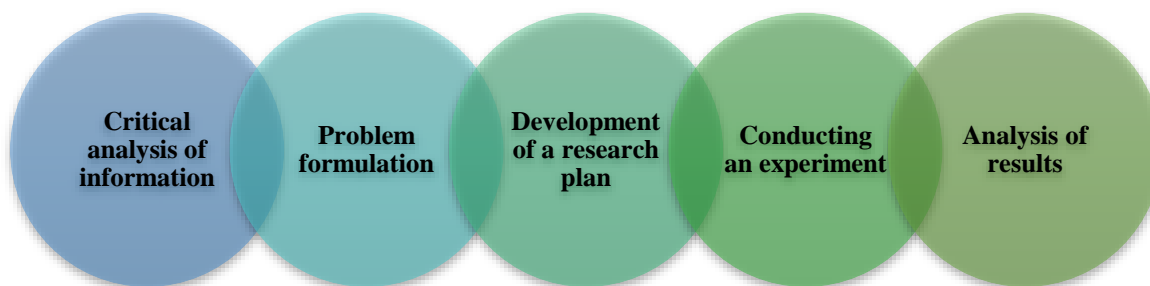 Critical
analysis of
information
Problem
formulation
Development
of a research
plan
Conducting
an experiment
Analysis of
results